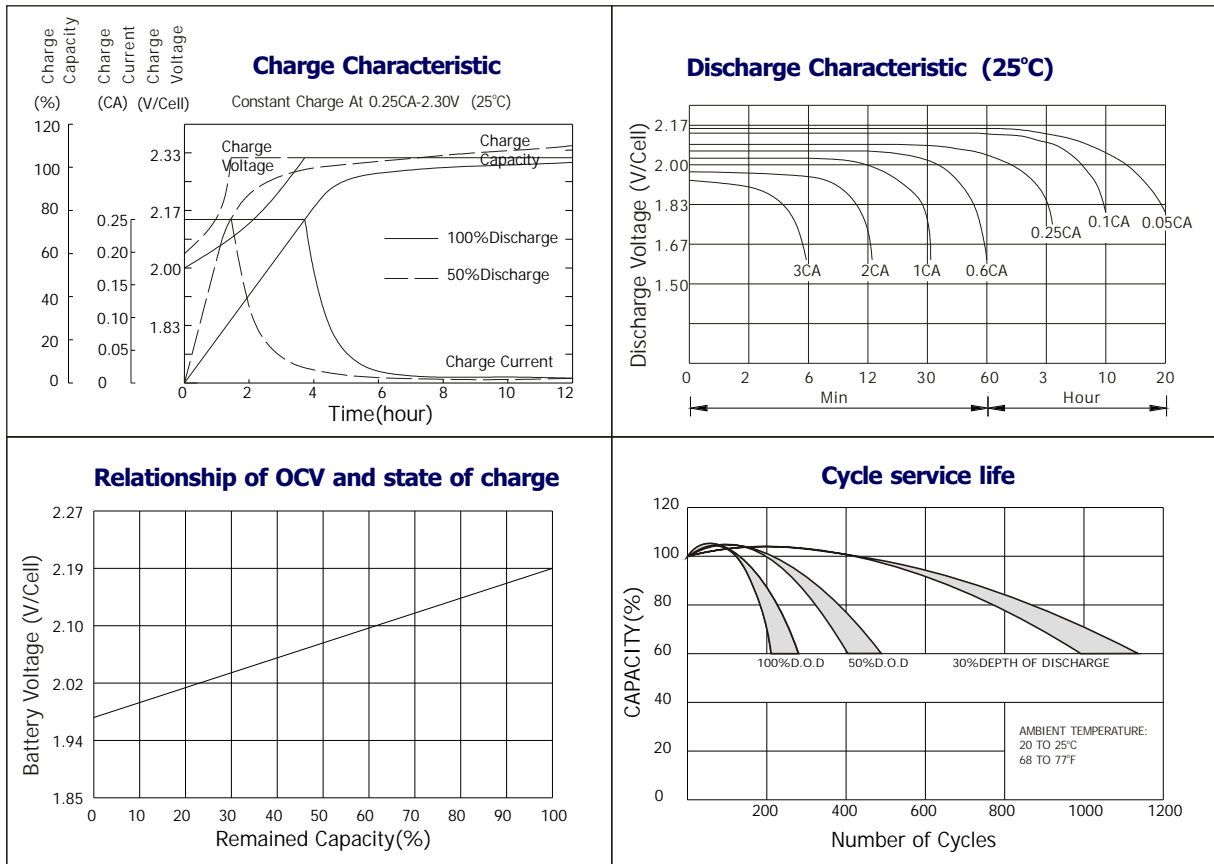 Charge Capacity
Charge Current
Charge Voltage
(%) (CA) (V/Cell)
Charge Characteristic
Constant Charge At 0.25CA-2.30V (25°C)
120
100
80
60
40
20
0
0.25
0.20
0.15
0.10
0.05
0
2.33
2.17
2.00
1.83
Charge Voltage
Charge Capacity
100%Discharge
50%Discharge
Charge Current
0 2 4 6 8 10 12
Time(hour)
Discharge Characteristic (25°C)
Discharge Voltage (V/Cell)
2.17
2.00
1.83
1.67
1.50
3CA 2CA 1CA 0.6CA 0.25CA 0.1CA 0.05CA
0 2 6 12 30 60 3 10 20
Min Hour
Relationship of OCV and state of charge
Battery Voltage (V/Cell)
2.27
2.19
2.10
2.02
1.94
1.85
0 10 20 30 40 50 60 70 80 90 100
Remained Capacity(%)
Cycle service life
CAPACITY(%)
120
100
80
60
40
20
0
100%D.O.D 50%D.O.D 30%DEPTH OF DISCHARGE
AMBIENT TEMPERATURE:
20 TO 25°C
68 TO 77°F
200 400 600 800 1000 1200
Number of Cycles